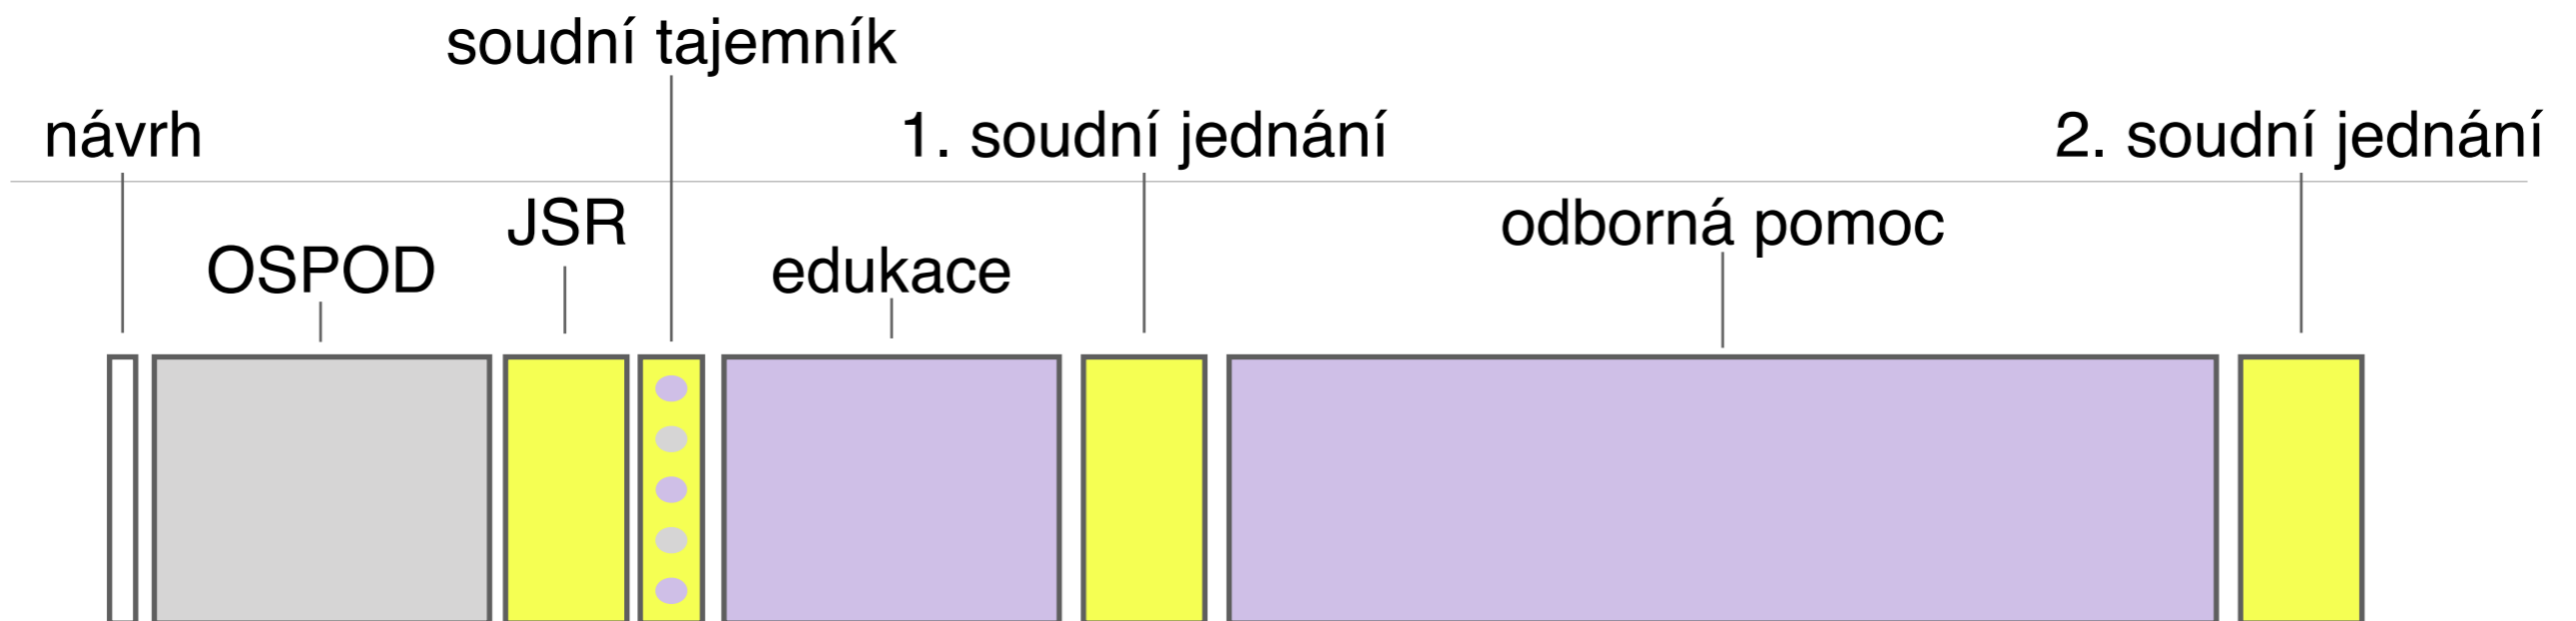 soudní tajemník
návrh
1. soudní jednání
2. soudní jednání
JSR
odborná pomoc
OSPOD
edukace